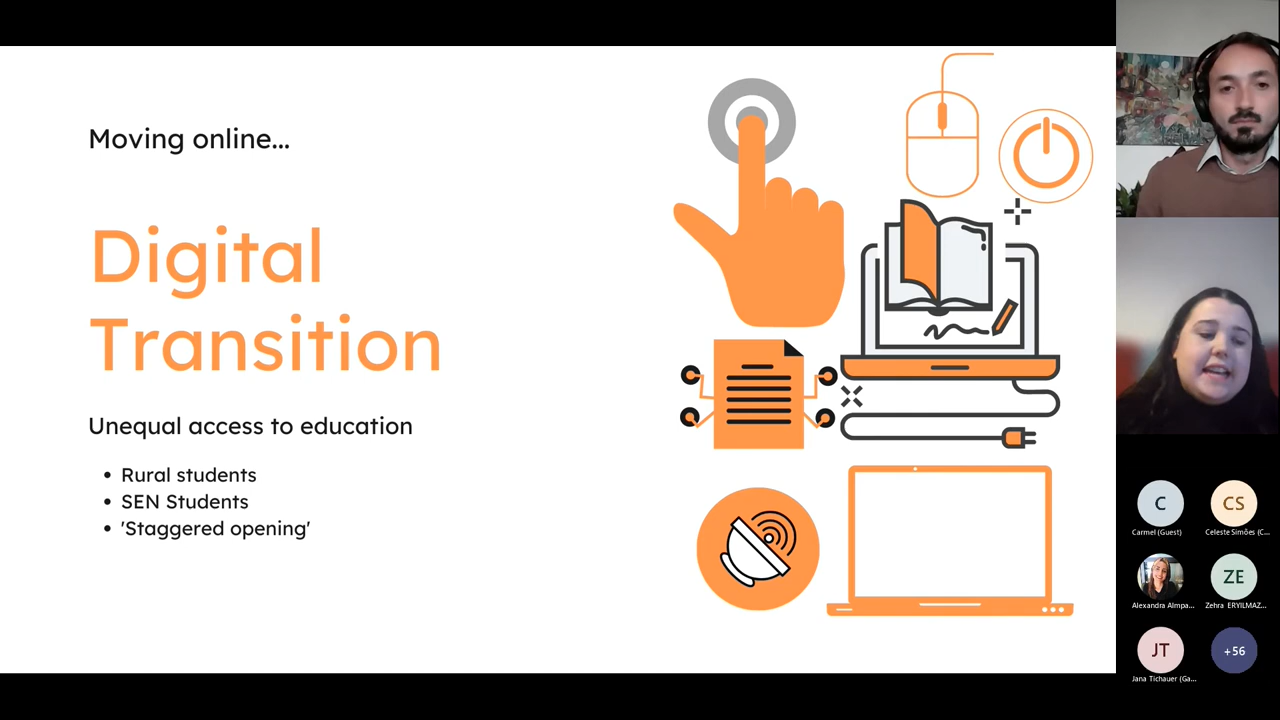 Moving online...
Digital
Transition
Unequal access to education
• Rural students
• SEN Students
• 'Staggered opening'
C
CS
Carmel (Guest)
Celeste Simões (C...
ZE
Alexandra Almpa...
Zehra ERYILMAZ...
JT
+56
Jana Tichauer (Ga...